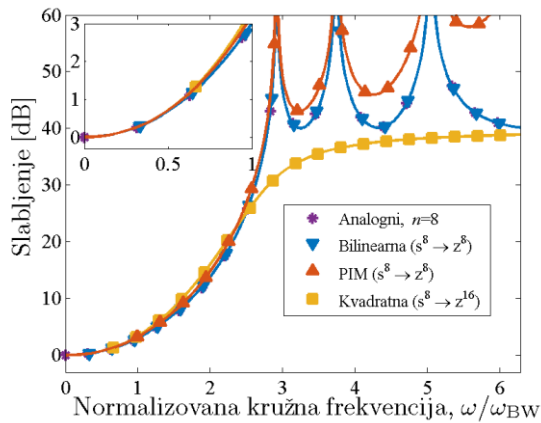 60
50
40
30
20
10
0
Slabljenje [dB]
3
2
1
0
0 0.5 1
Analogni, n=8
Bilinearna (s⁸ → z⁸)
PIM (s⁸ → z⁸)
Kvadratna (s⁸ → z¹⁶)
0 1 2 3 4 5 6
Normalizovana kružna frekvencija, ω/ω_BW